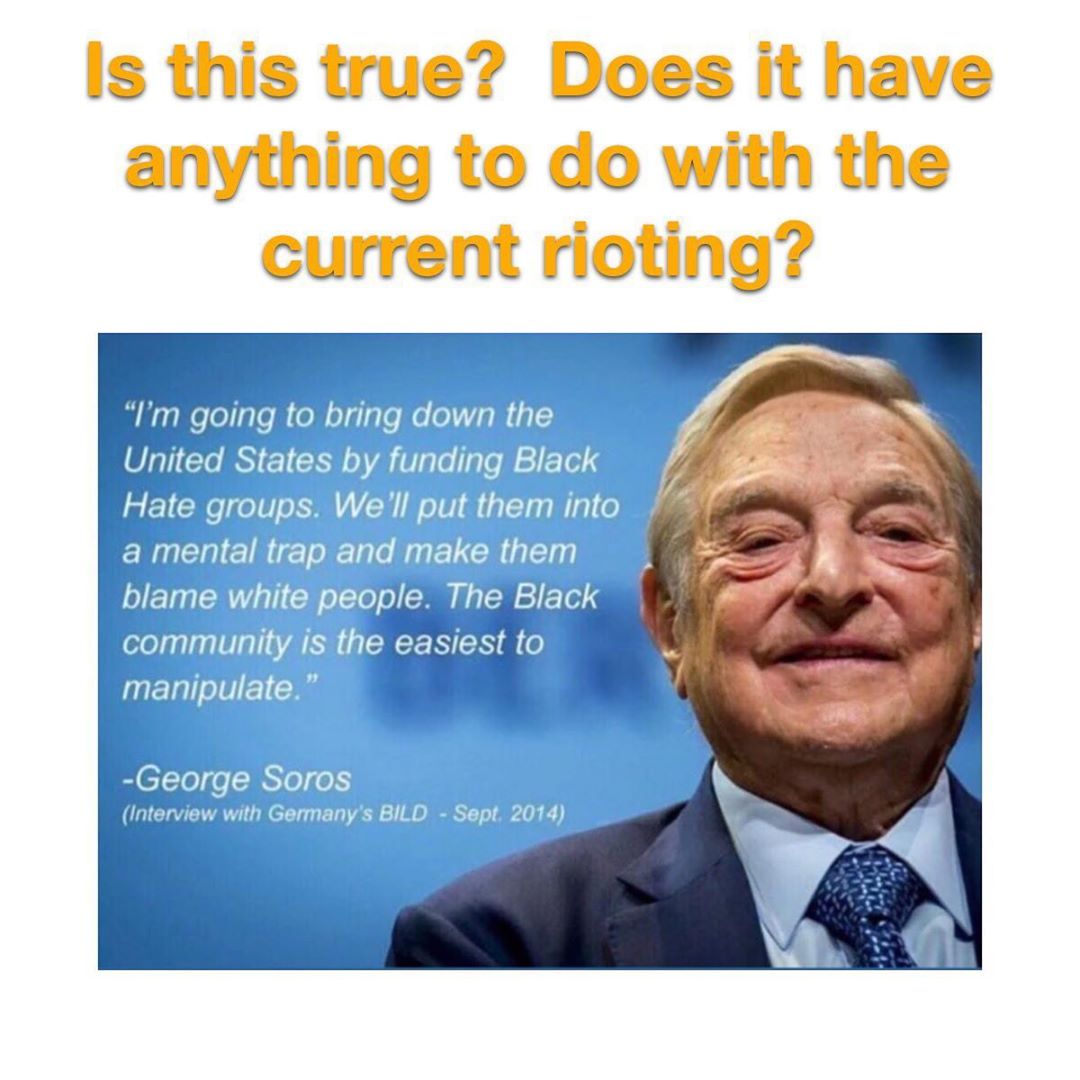 Is this true?  Does it have
anything to do with the
current rioting?
“I’m going to bring down the
United States by funding Black
Hate groups. We’ll put them into
a mental trap and make them
blame white people. The Black
community is the easiest to
manipulate.”
-George Soros
(Interview with Germany's BILD - Sept. 2014)